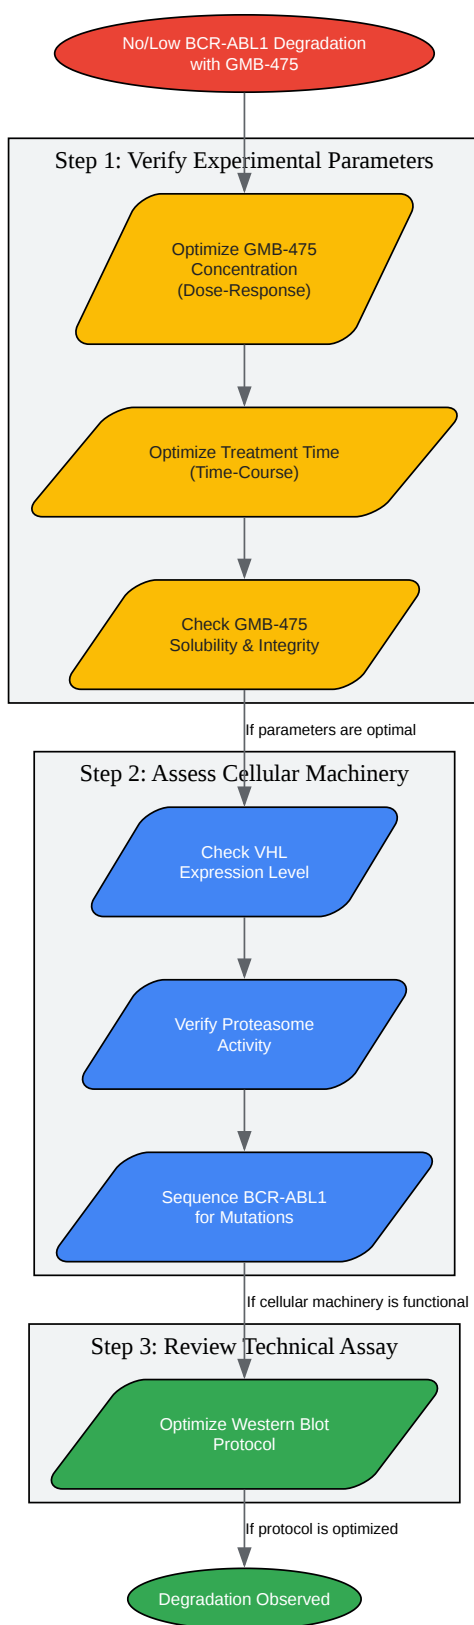 No/Low BCR-ABL1 Degradation
with GMB-475
Step 1: Verify Experimental Parameters
Optimize GMB-475
Concentration
(Dose-Response)
Optimize Treatment Time
(Time-Course)
Check GMB-475
Solubility & Integrity
If parameters are optimal
Step 2: Assess Cellular Machinery
Check VHL
Expression Level
Verify Proteasome
Activity
Sequence BCR-ABL1
for Mutations
If cellular machinery is functional
Step 3: Review Technical Assay
Optimize Western Blot
Protocol
If protocol is optimized
Degradation Observed